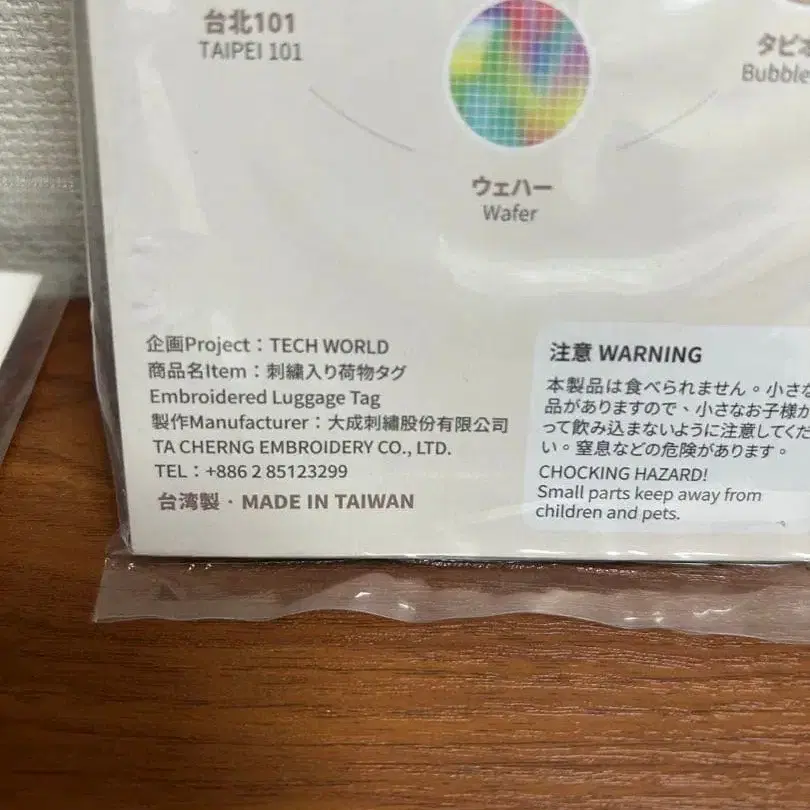 台北101
TAIPEI 101
タピオ
Bubble
ウェハー
Wafer
企画Project：TECH WORLD
商品名Item：刺繍入り荷物タグ
Embroidered Luggage Tag
製作Manufacturer：大成刺繡股份有限公司
TA CHERNG EMBROIDERY CO., LTD.
TEL：+886 2 85123299
台湾製・MADE IN TAIWAN
注意 WARNING
本製品は食べられません。小さな
品がありますので、小さなお子様が
って飲み込まないように注意してくだ
い。窒息などの危険があります。
CHOCKING HAZARD!
Small parts keep away from
children and pets.